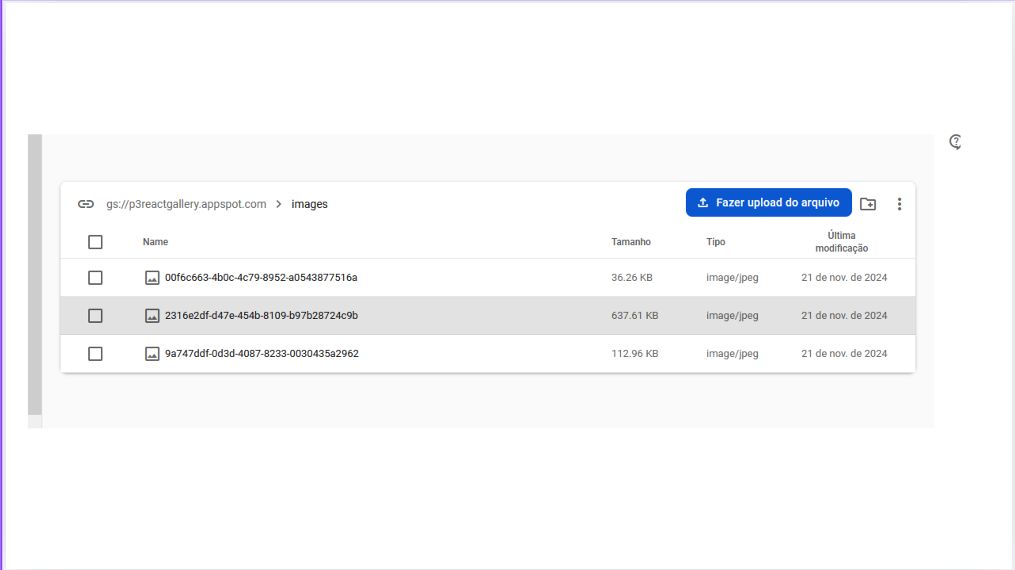 gs://p3reactgallery.appspot.com > images Fazer upload do arquivo
Name Tamanho Tipo Última modificação
00f6c663-4b0c-4c79-8952-a0543877516a 36.26 KB image/jpeg 21 de nov. de 2024
2316e2df-d47e-454b-8109-b97b28724c9b 637.61 KB image/jpeg 21 de nov. de 2024
9a747ddf-0d3d-4087-8233-0030435a2962 112.96 KB image/jpeg 21 de nov. de 2024